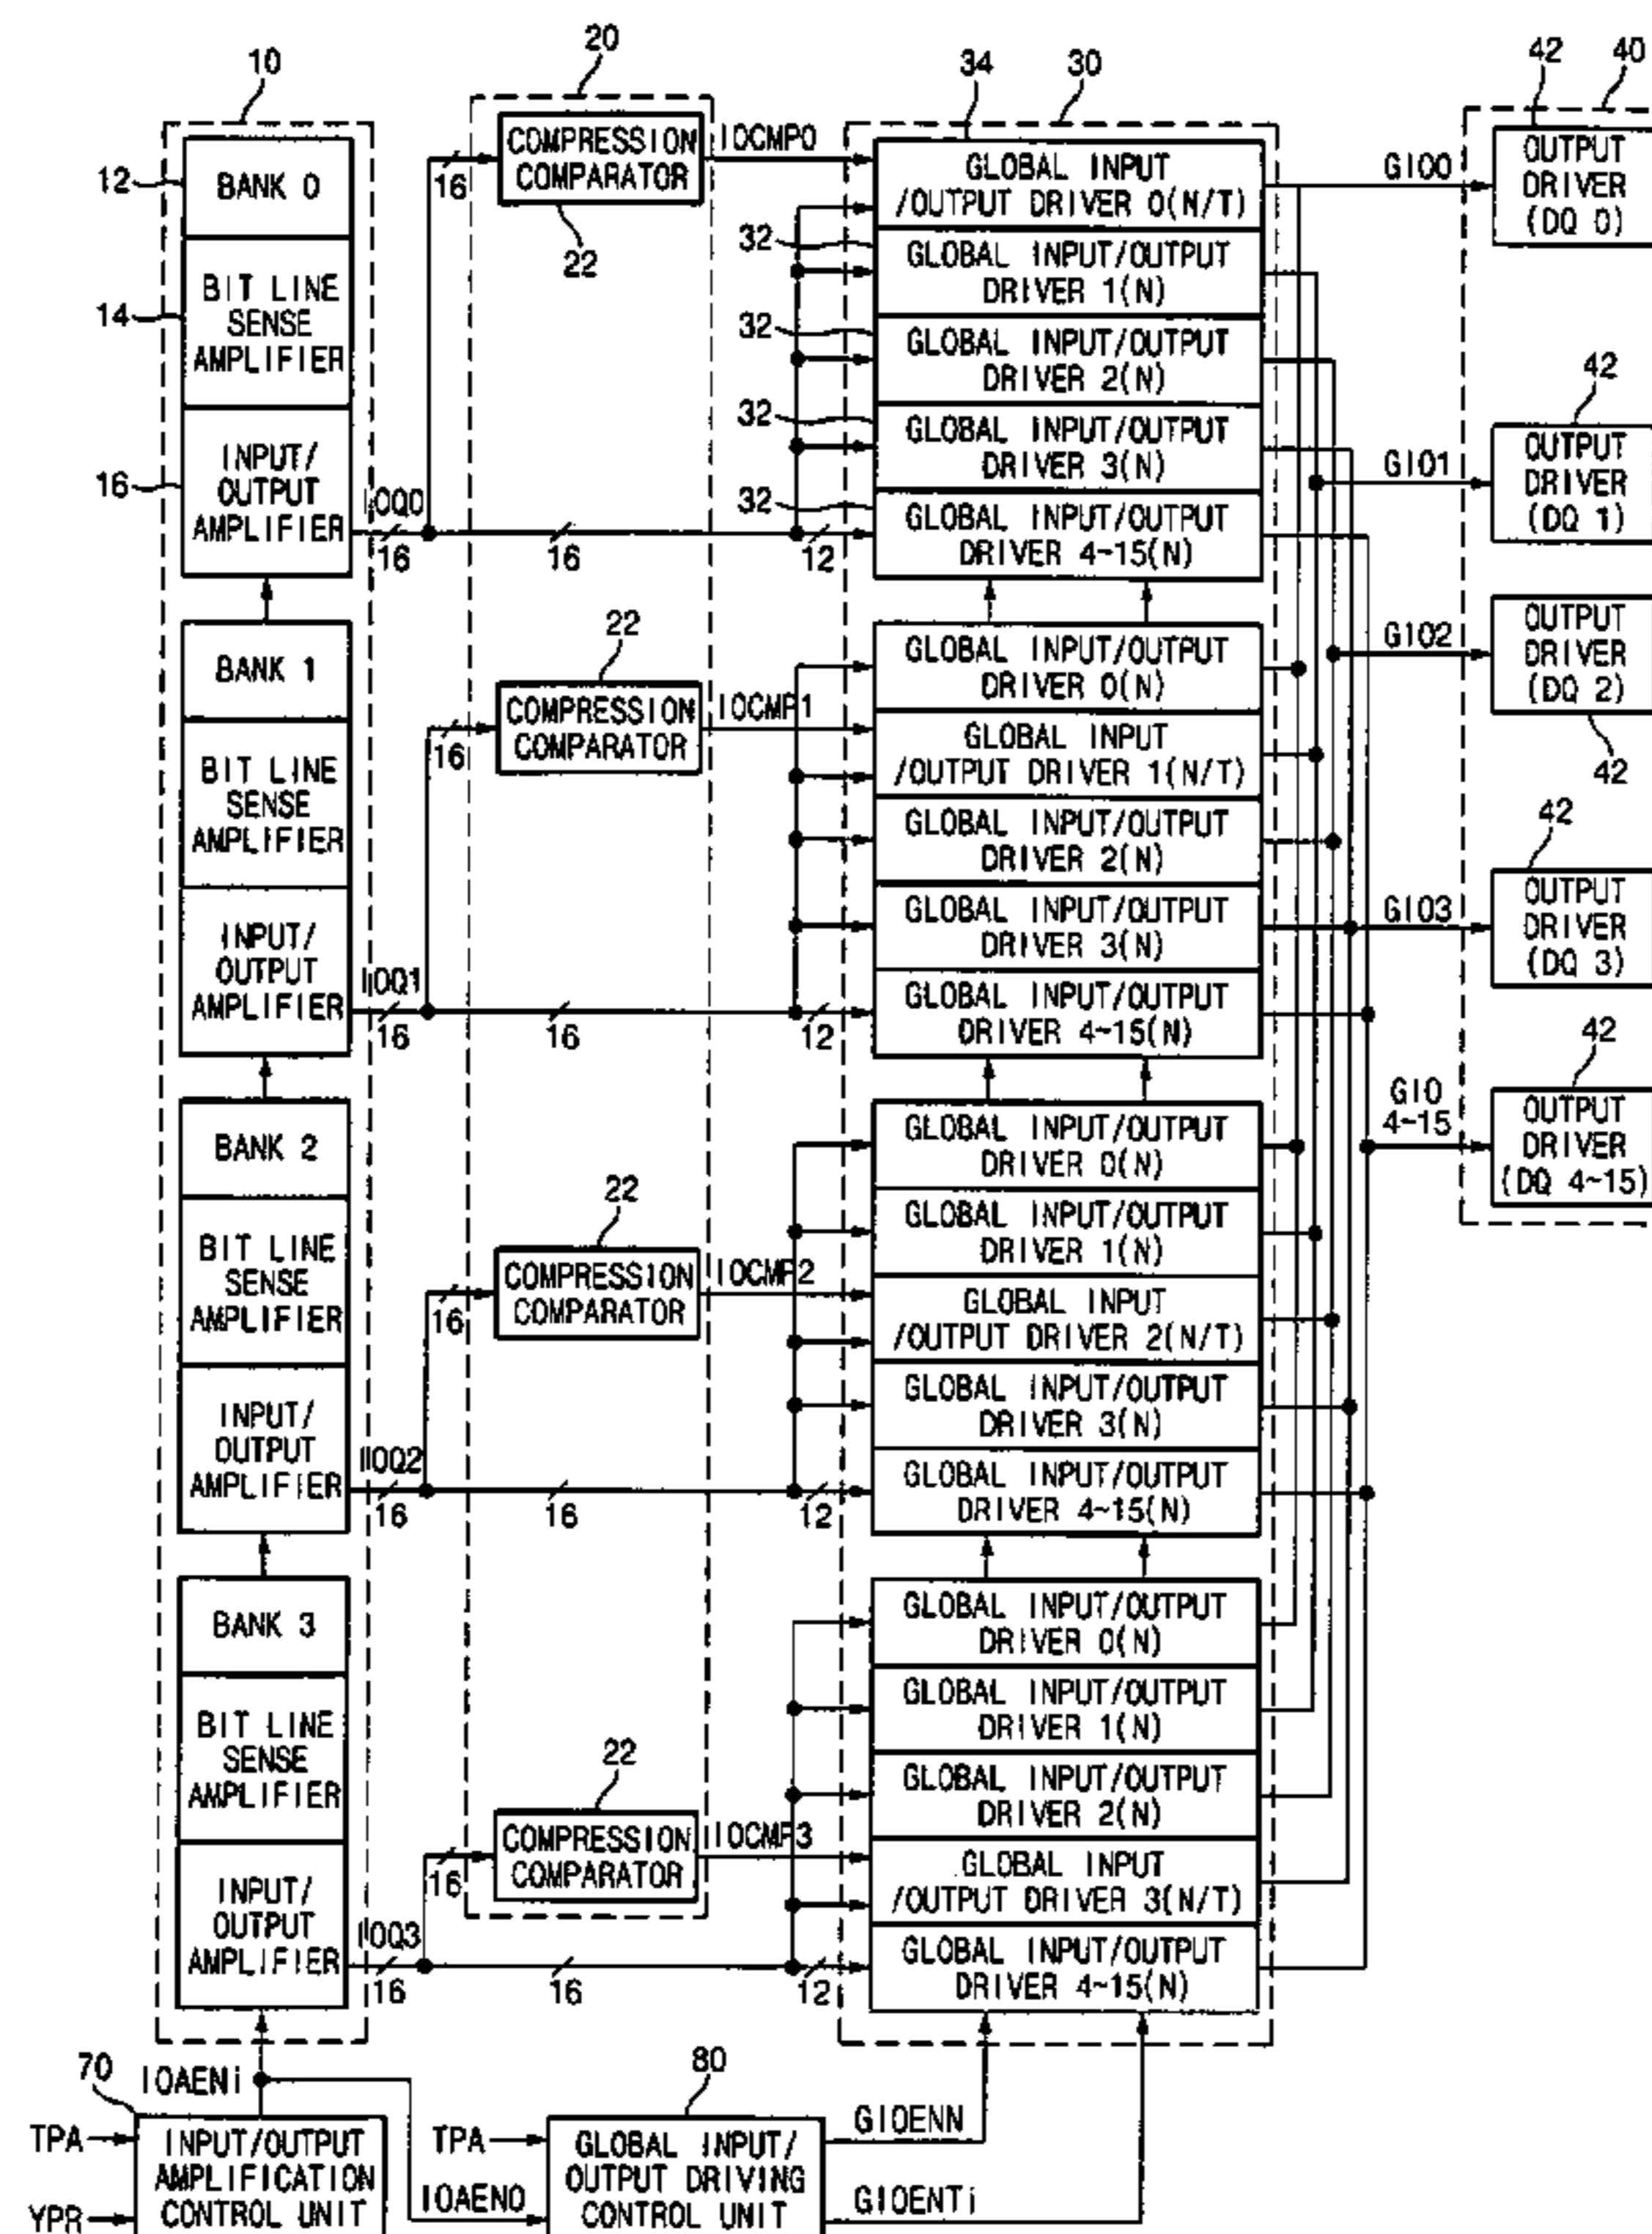 10
20
34
30
42
40
12
BANK 0
14
BIT LINE
SENSE
AMPLIFIER
16
INPUT/
OUTPUT
AMPLIFIER
IOQ0
16
16
16
12
COMPRESSION
COMPARATOR
22
IOCMP0
GLOBAL INPUT
/OUTPUT DRIVER 0(N/T)
32
GLOBAL INPUT/OUTPUT
DRIVER 1(N)
32
GLOBAL INPUT/OUTPUT
DRIVER 2(N)
32
GLOBAL INPUT/OUTPUT
DRIVER 3(N)
32
GLOBAL INPUT/OUTPUT
DRIVER 4~15(N)
GIO0
OUTPUT
DRIVER
(DQ 0)
42
GIO1
OUTPUT
DRIVER
(DQ 1)
GIO2
OUTPUT
DRIVER
(DQ 2)
42
42
GIO3
OUTPUT
DRIVER
(DQ 3)
42
GIO
4~15
OUTPUT
DRIVER
(DQ 4~15)
BANK 1
BIT LINE
SENSE
AMPLIFIER
INPUT/
OUTPUT
AMPLIFIER
IOQ1
16
16
16
12
22
COMPRESSION
COMPARATOR
IOCMP1
GLOBAL INPUT/OUTPUT
DRIVER 0(N)
GLOBAL INPUT
/OUTPUT DRIVER 1(N/T)
GLOBAL INPUT/OUTPUT
DRIVER 2(N)
GLOBAL INPUT/OUTPUT
DRIVER 3(N)
GLOBAL INPUT/OUTPUT
DRIVER 4~15(N)
BANK 2
BIT LINE
SENSE
AMPLIFIER
INPUT/
OUTPUT
AMPLIFIER
IOQ2
16
16
16
12
22
COMPRESSION
COMPARATOR
IOCMP2
GLOBAL INPUT/OUTPUT
DRIVER 0(N)
GLOBAL INPUT/OUTPUT
DRIVER 1(N)
GLOBAL INPUT
/OUTPUT DRIVER 2(N/T)
GLOBAL INPUT/OUTPUT
DRIVER 3(N)
GLOBAL INPUT/OUTPUT
DRIVER 4~15(N)
BANK 3
BIT LINE
SENSE
AMPLIFIER
INPUT/
OUTPUT
AMPLIFIER
IOQ3
16
16
16
12
22
COMPRESSION
COMPARATOR
IOCMP3
GLOBAL INPUT/OUTPUT
DRIVER 0(N)
GLOBAL INPUT/OUTPUT
DRIVER 1(N)
GLOBAL INPUT/OUTPUT
DRIVER 2(N)
GLOBAL INPUT
/OUTPUT DRIVER 3(N/T)
GLOBAL INPUT/OUTPUT
DRIVER 4~15(N)
70
IOAENi
TPA
YPR
INPUT/OUTPUT
AMPLIFICATION
CONTROL UNIT
80
TPA
IOAENO
GLOBAL INPUT/
OUTPUT DRIVING
CONTROL UNIT
GIOENN
GIOENTi